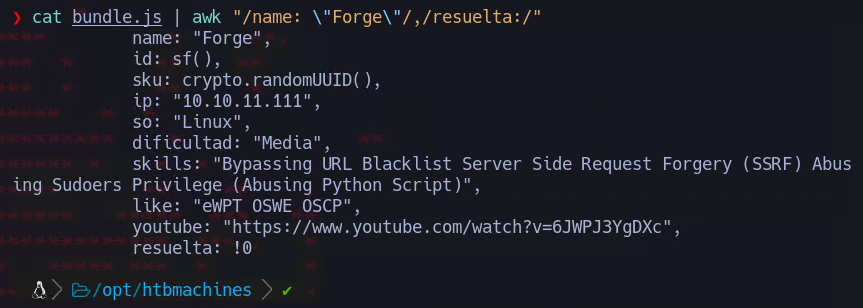 ❯ cat bundle.js | awk "/name: \"Forge\"/,/resuelta:/"
name: "Forge",
id: sf(),
sku: crypto.randomUUID(),
ip: "10.10.11.111",
so: "Linux",
dificultad: "Media",
skills: "Bypassing URL Blacklist Server Side Request Forgery (SSRF) Abus
ing Sudoers Privilege (Abusing Python Script)",
like: "eWPT OSWE OSCP",
youtube: "https://www.youtube.com/watch?v=6JWPJ3YgDXc",
resuelta: !0
/opt/htbmachines ✔